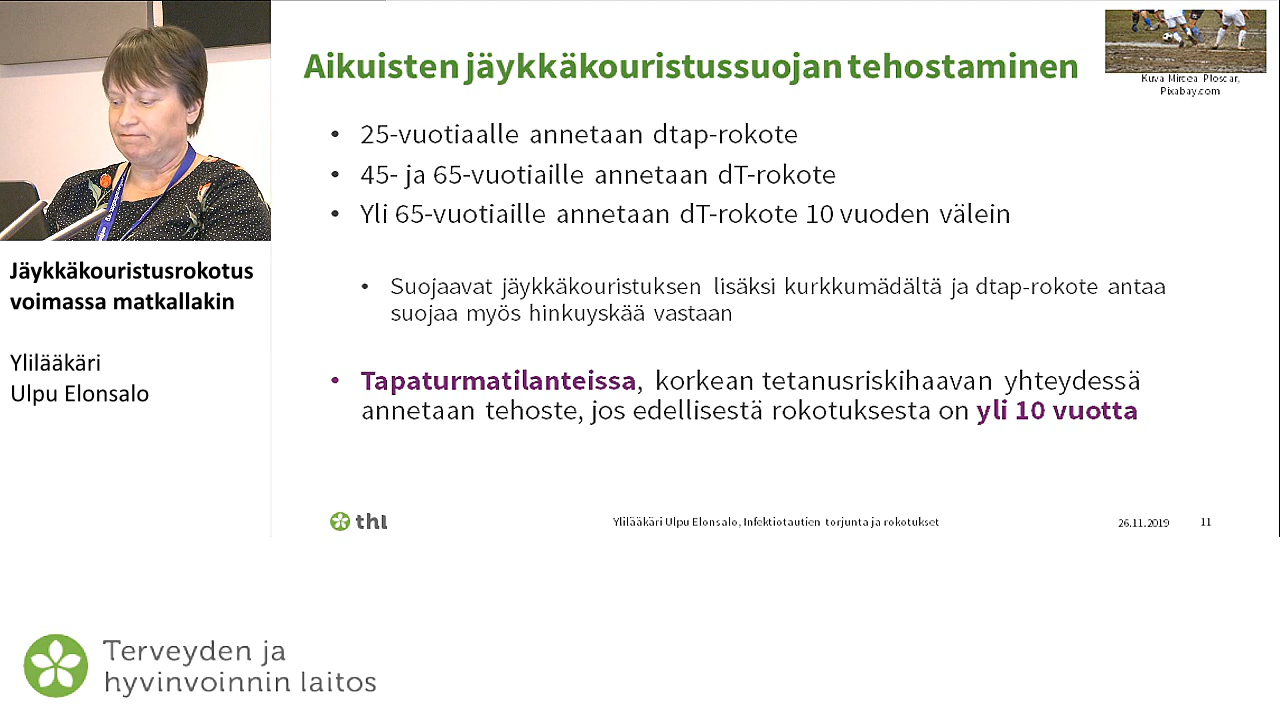 Aikuisten jäykkäkouristussuojan tehostaminen
Kuva Mircea Ploscar,
Pixabay.com
• 25-vuotiaalle annetaan dtap-rokote
• 45- ja 65-vuotiaille annetaan dT-rokote
• Yli 65-vuotiaille annetaan dT-rokote 10 vuoden välein
• Suojaavat jäykkäkouristuksen lisäksi kurkkumädältä ja dtap-rokote antaa
suojaa myös hinkuyskää vastaan
• Tapaturmatilanteissa, korkean tetanusriskihaavan yhteydessä
annetaan tehoste, jos edellisestä rokotuksesta on yli 10 vuotta
thl
Ylilääkäri Ulpu Elonsalo, Infektiotautien torjunta ja rokotukset
26.11.2019
11
Jäykkäkouristusrokotus
voimassa matkallakin
Ylilääkäri
Ulpu Elonsalo
Terveyden ja
hyvinvoinnin laitos